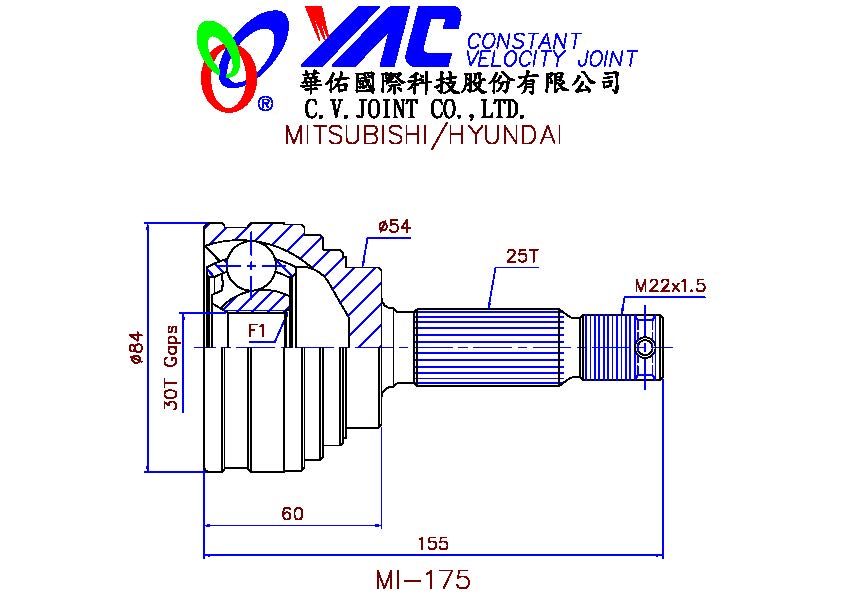 YAC CONSTANT
VELOCITY JOINT
®
華佑國際科技股份有限公司
C.V.JOINT CO.,LTD.
MITSUBISHI/HYUNDAI
ø54
25T
M22x1.5
F1
ø84
30T Gaps
60
155
MI-175